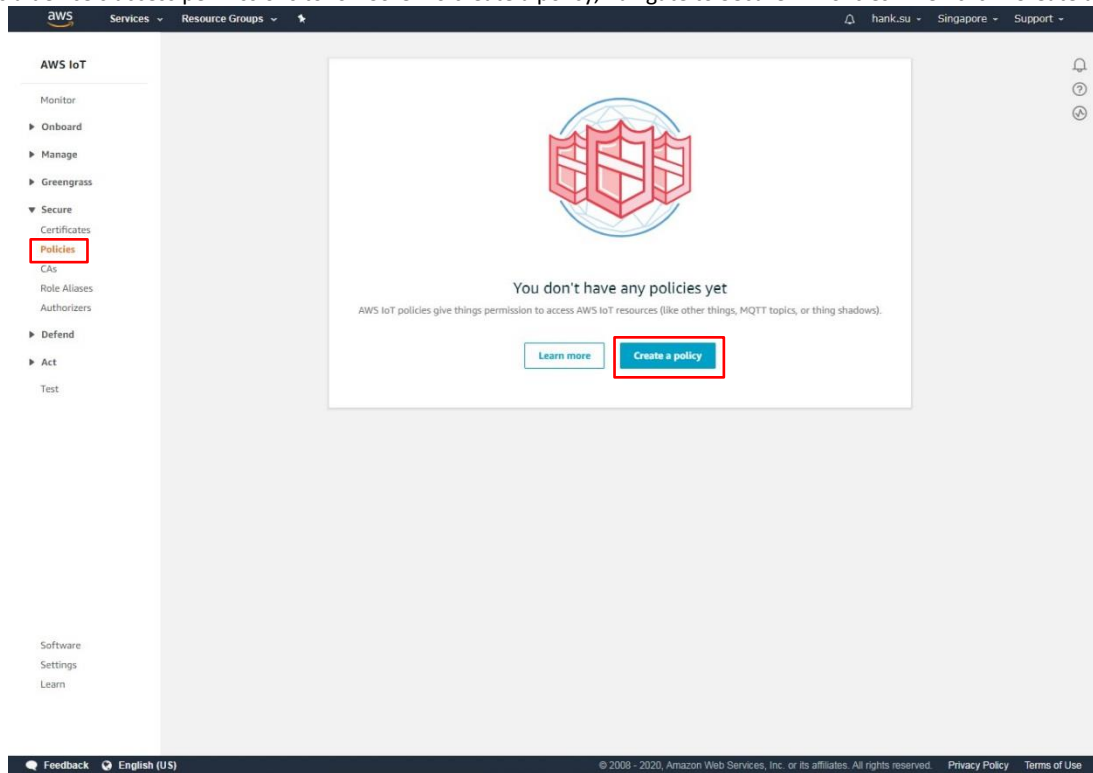 aws Services Resource Groups hank.su Singapore Support
AWS IoT
Monitor
Onboard
Manage
Greengrass
Secure
Certificates
Policies
CAs
Role Aliases
Authorizers
Defend
Act
Test
You don't have any policies yet
AWS IoT policies give things permission to access AWS IoT resources (like other things, MQTT topics, or thing shadows).
Learn more Create a policy
Software
Settings
Learn
Feedback English (US) © 2008 - 2020, Amazon Web Services, Inc. or its affiliates. All rights reserved. Privacy Policy Terms of Use